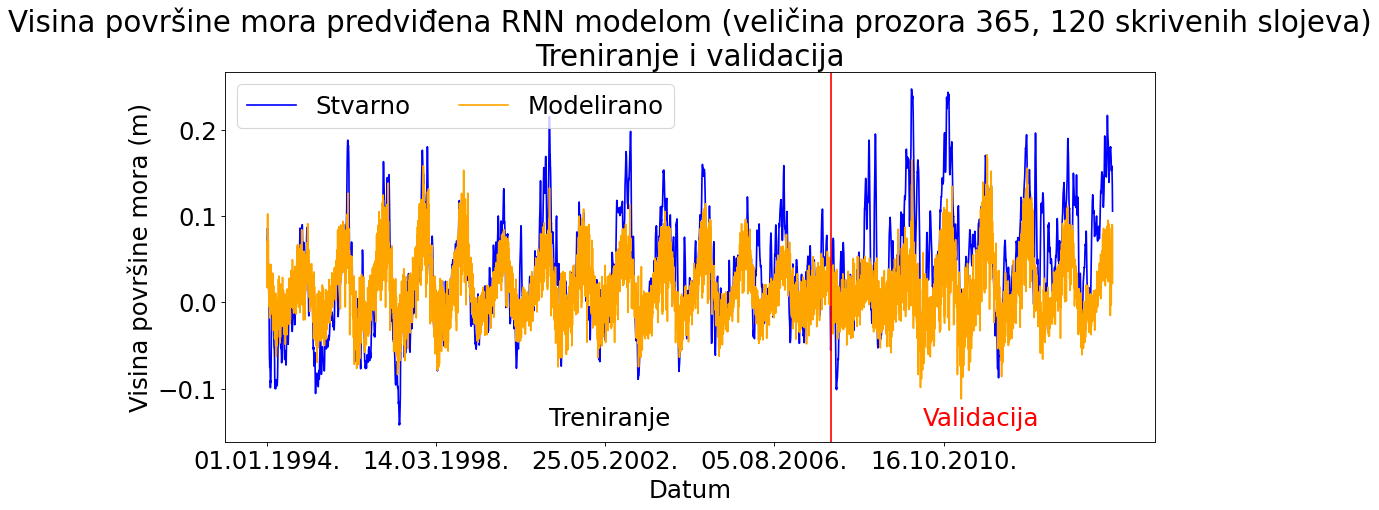 Visina površine mora predviđena RNN modelom (veličina prozora 365, 120 skrivenih slojeva)
Treniranje i validacija
Stvarno
Modelirano
Visina površine mora (m)
0.2
0.1
0.0
−0.1
Treniranje
Validacija
01.01.1994.
14.03.1998.
25.05.2002.
05.08.2006.
16.10.2010.
Datum